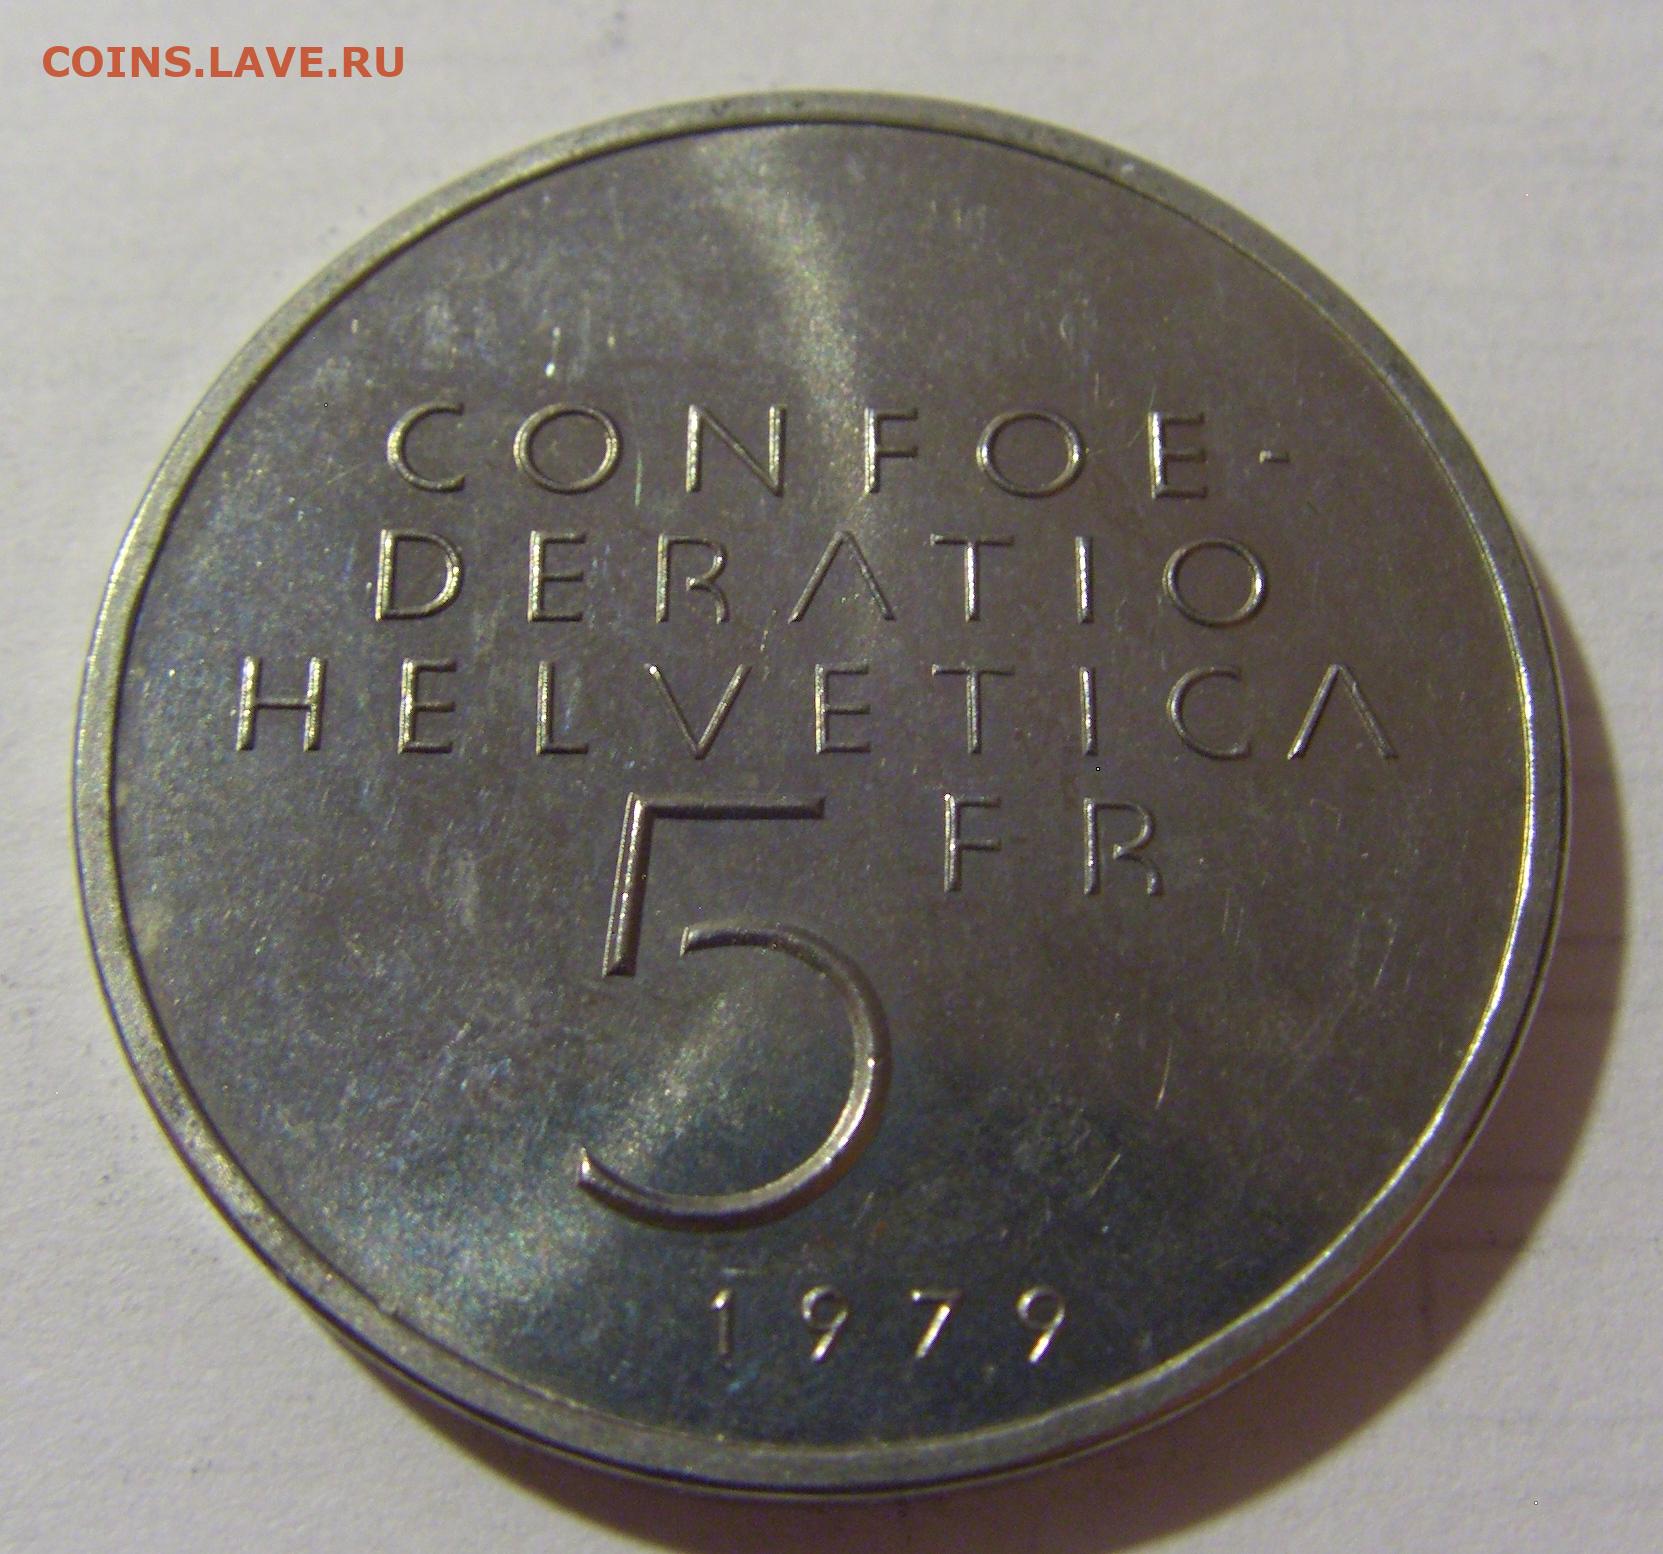 COINS.LAVE.RU
CONFOE-
DERATIO
HELVETICA
5 FR
1979